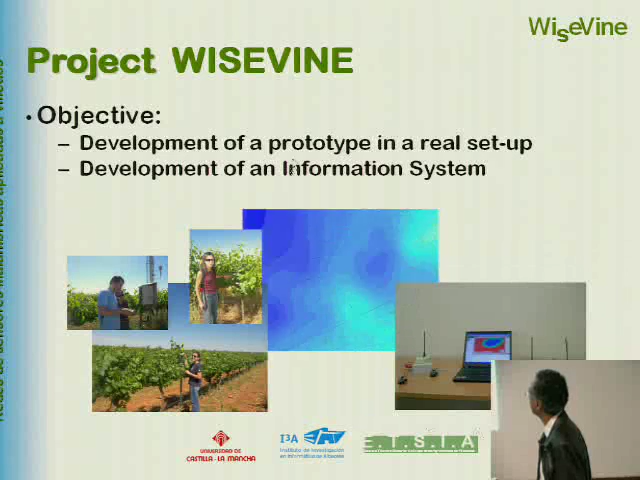 WiseVine
Project WISEVINE
• Objective:
– Development of a prototype in a real set-up
– Development of an Information System
UNIVERSIDAD DE
CASTILLA - LA MANCHA
I³A
Instituto de Investigación
en Informática de Albacete
E.T.S.I.A